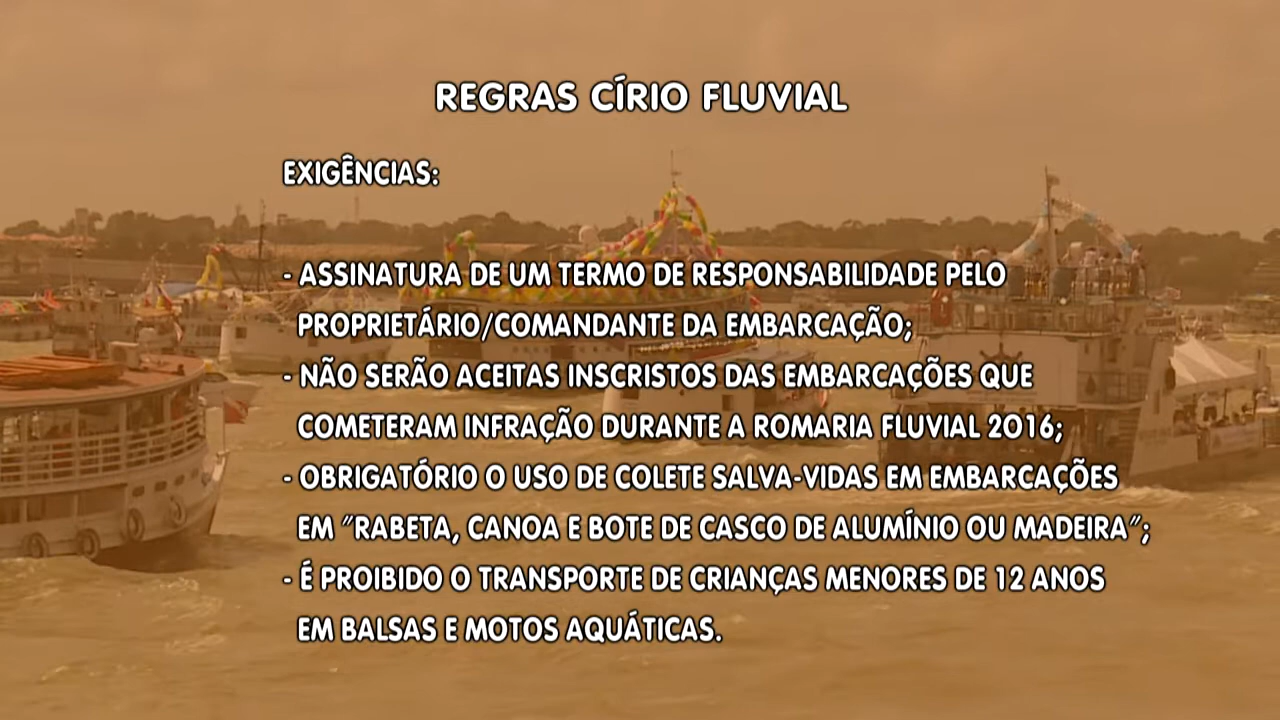 REGRAS CÍRIO FLUVIAL
EXIGÊNCIAS:
- ASSINATURA DE UM TERMO DE RESPONSABILIDADE PELO
PROPRIETÁRIO/COMANDANTE DA EMBARCAÇÃO;
- NÃO SERÃO ACEITAS INSCRISTOS DAS EMBARCAÇÕES QUE
COMETERAM INFRAÇÃO DURANTE A ROMARIA FLUVIAL 2016;
- OBRIGATÓRIO O USO DE COLETE SALVA-VIDAS EM EMBARCAÇÕES
EM "RABETA, CANOA E BOTE DE CASCO DE ALUMÍNIO OU MADEIRA";
- É PROIBIDO O TRANSPORTE DE CRIANÇAS MENORES DE 12 ANOS
EM BALSAS E MOTOS AQUÁTICAS.